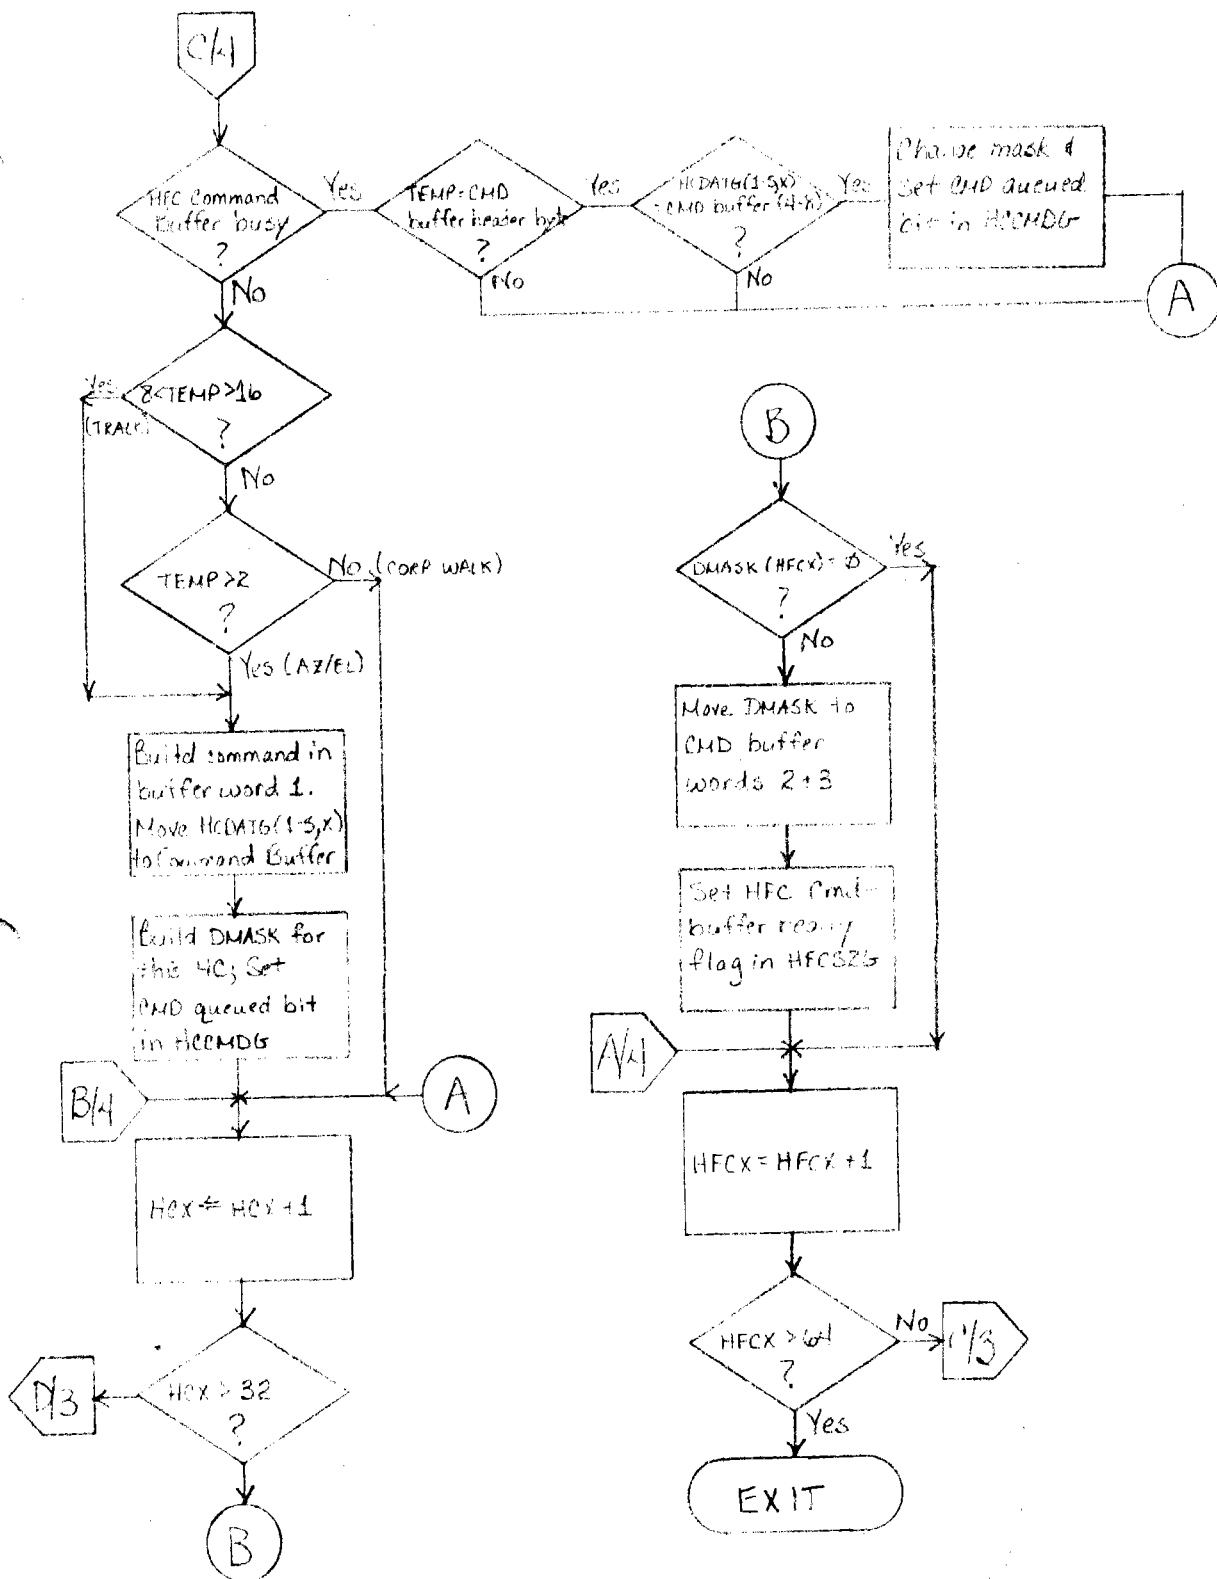 C/4
HFC Command
Buffer busy
?
Yes
No
TEMP=CMD
buffer header byte
?
Yes
No
HCDATG(1-5,X)
=CMD buffer (4-8)
?
Yes
No
mask &
Set CMD queued
bit in HCCMDG
A
8<TEMP>16
?
Yes
(TRACK)
No
TEMP>2
?
No (CORP WALK)
Yes (AZ/EL)
Build command in
buffer word 1.
Move HCDATG(1-5,X)
to Command Buffer
Build DMASK for
this HC; Set
CMD queued bit
in HCCMDG
B/4
A
HCX = HCX +1
HCX > 32
?
D/3
B
B
DMASK (HFCX) = 0
?
Yes
No
Move DMASK to
CMD buffer
words 2+3
Set HFC Cmd
buffer ready
flag in HFCS2G
A/4
HFCX = HFCX +1
HFCX >64
?
No
C/3
Yes
EXIT